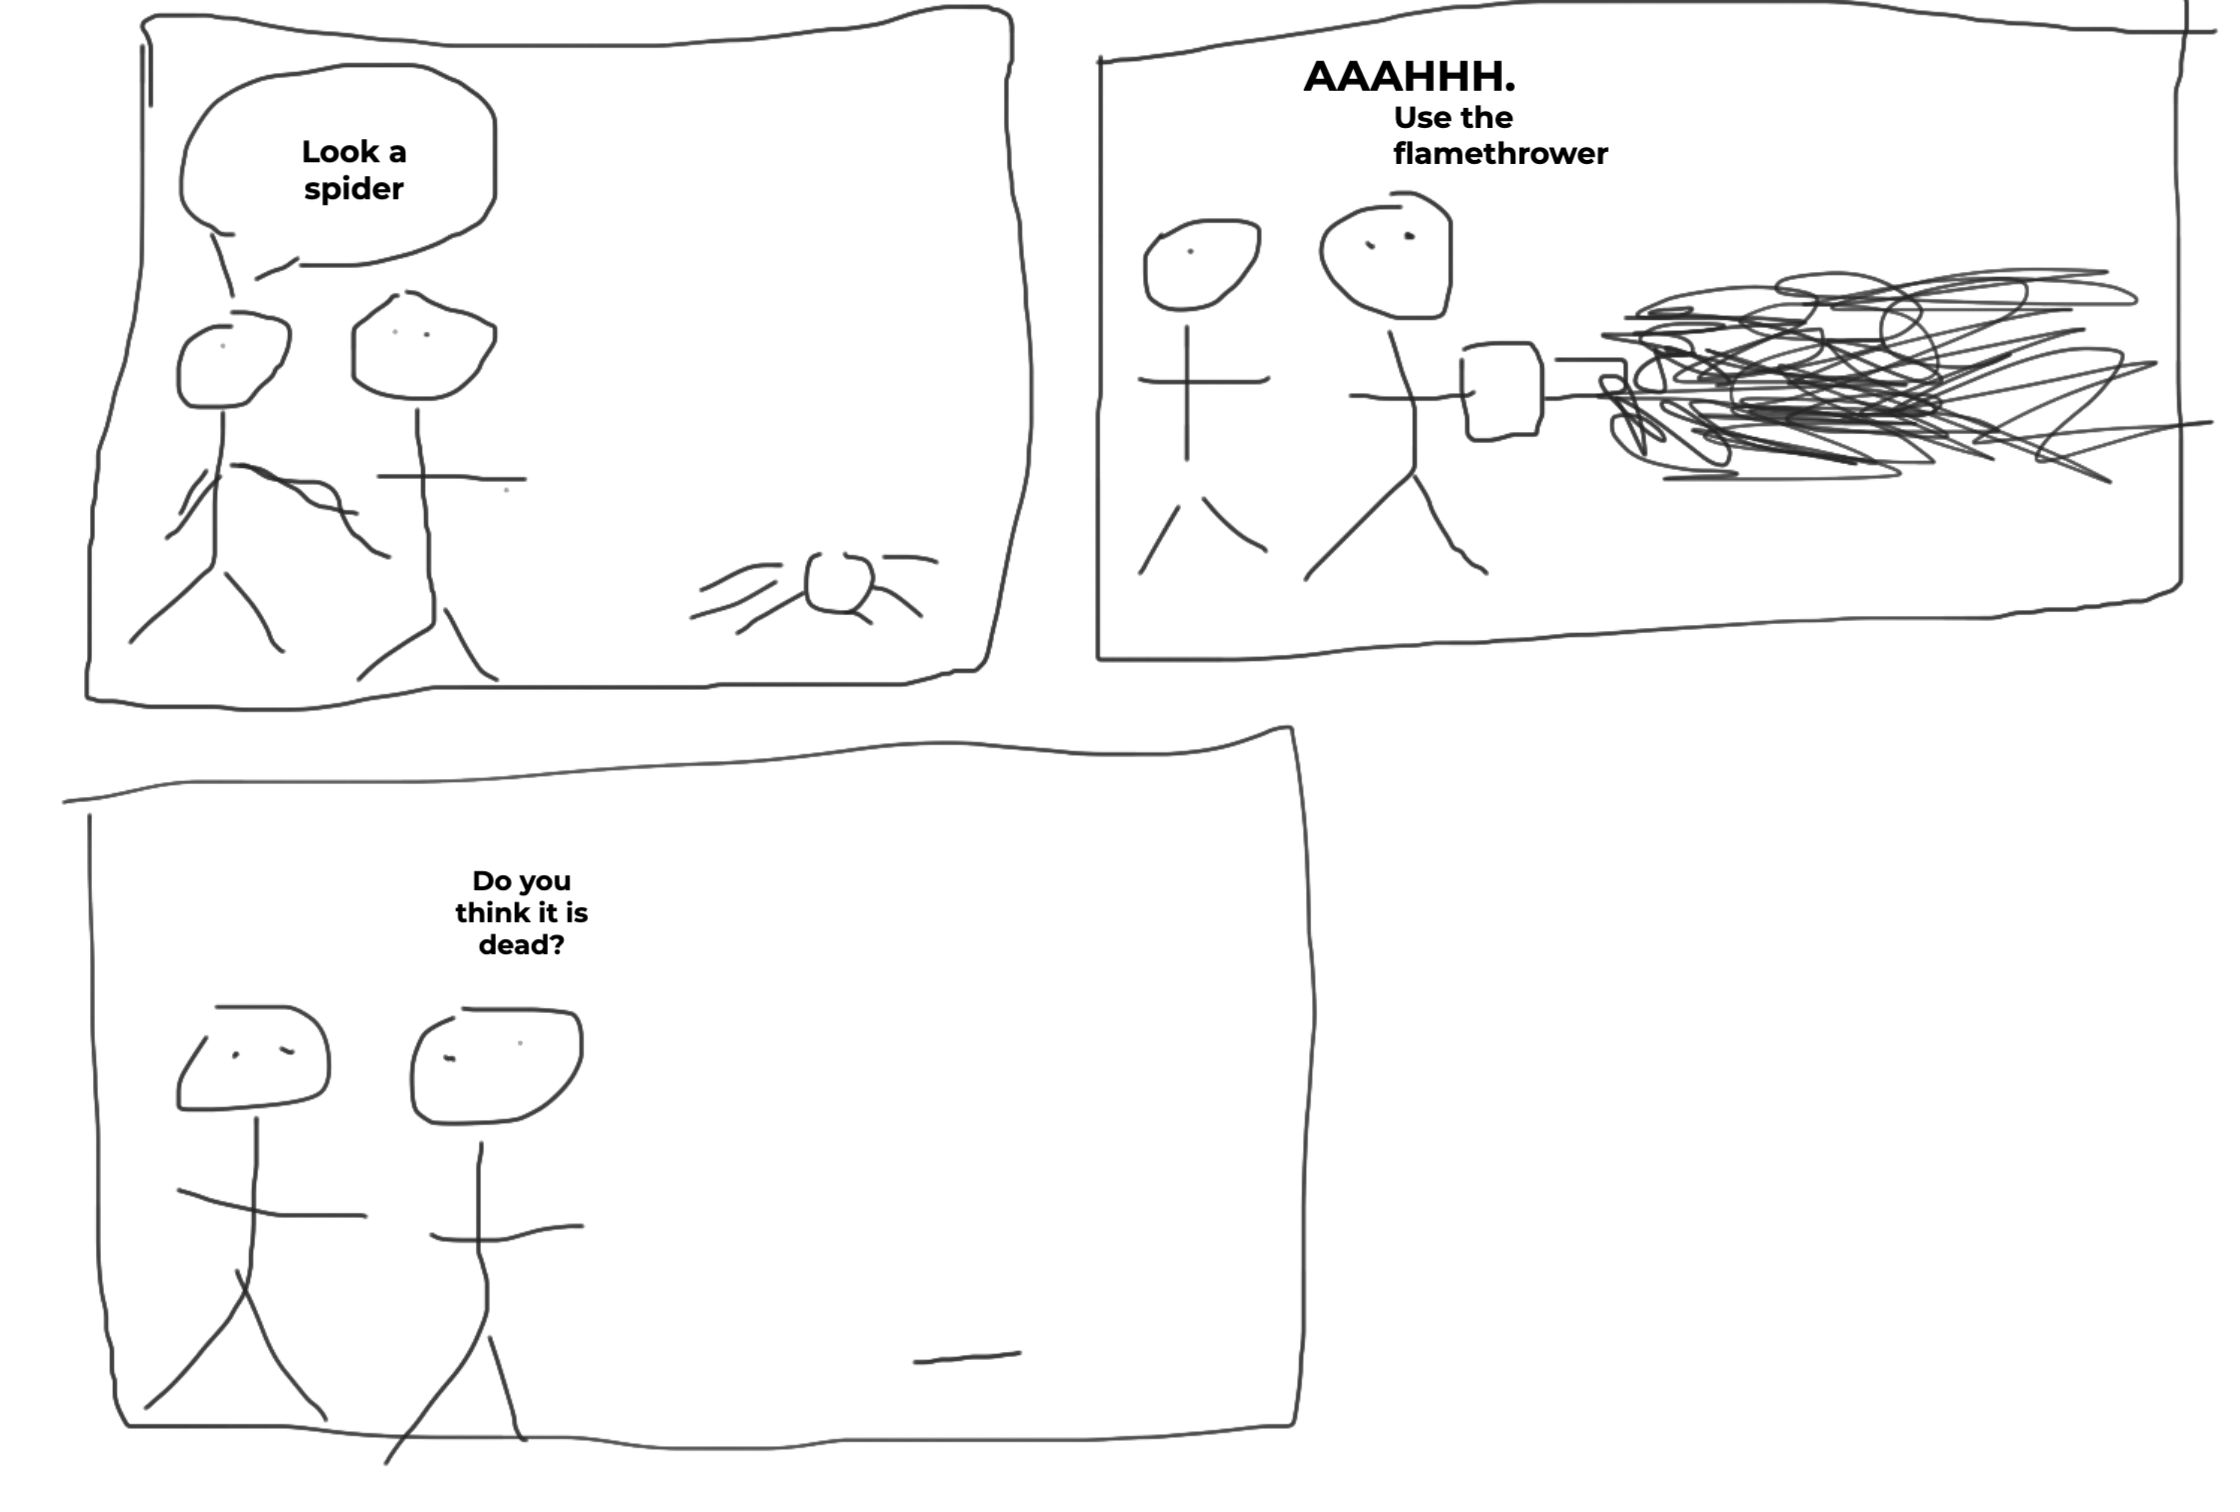 Look a
spider
AAAHHH.
Use the
flamethrower
Do you
think it is
dead?